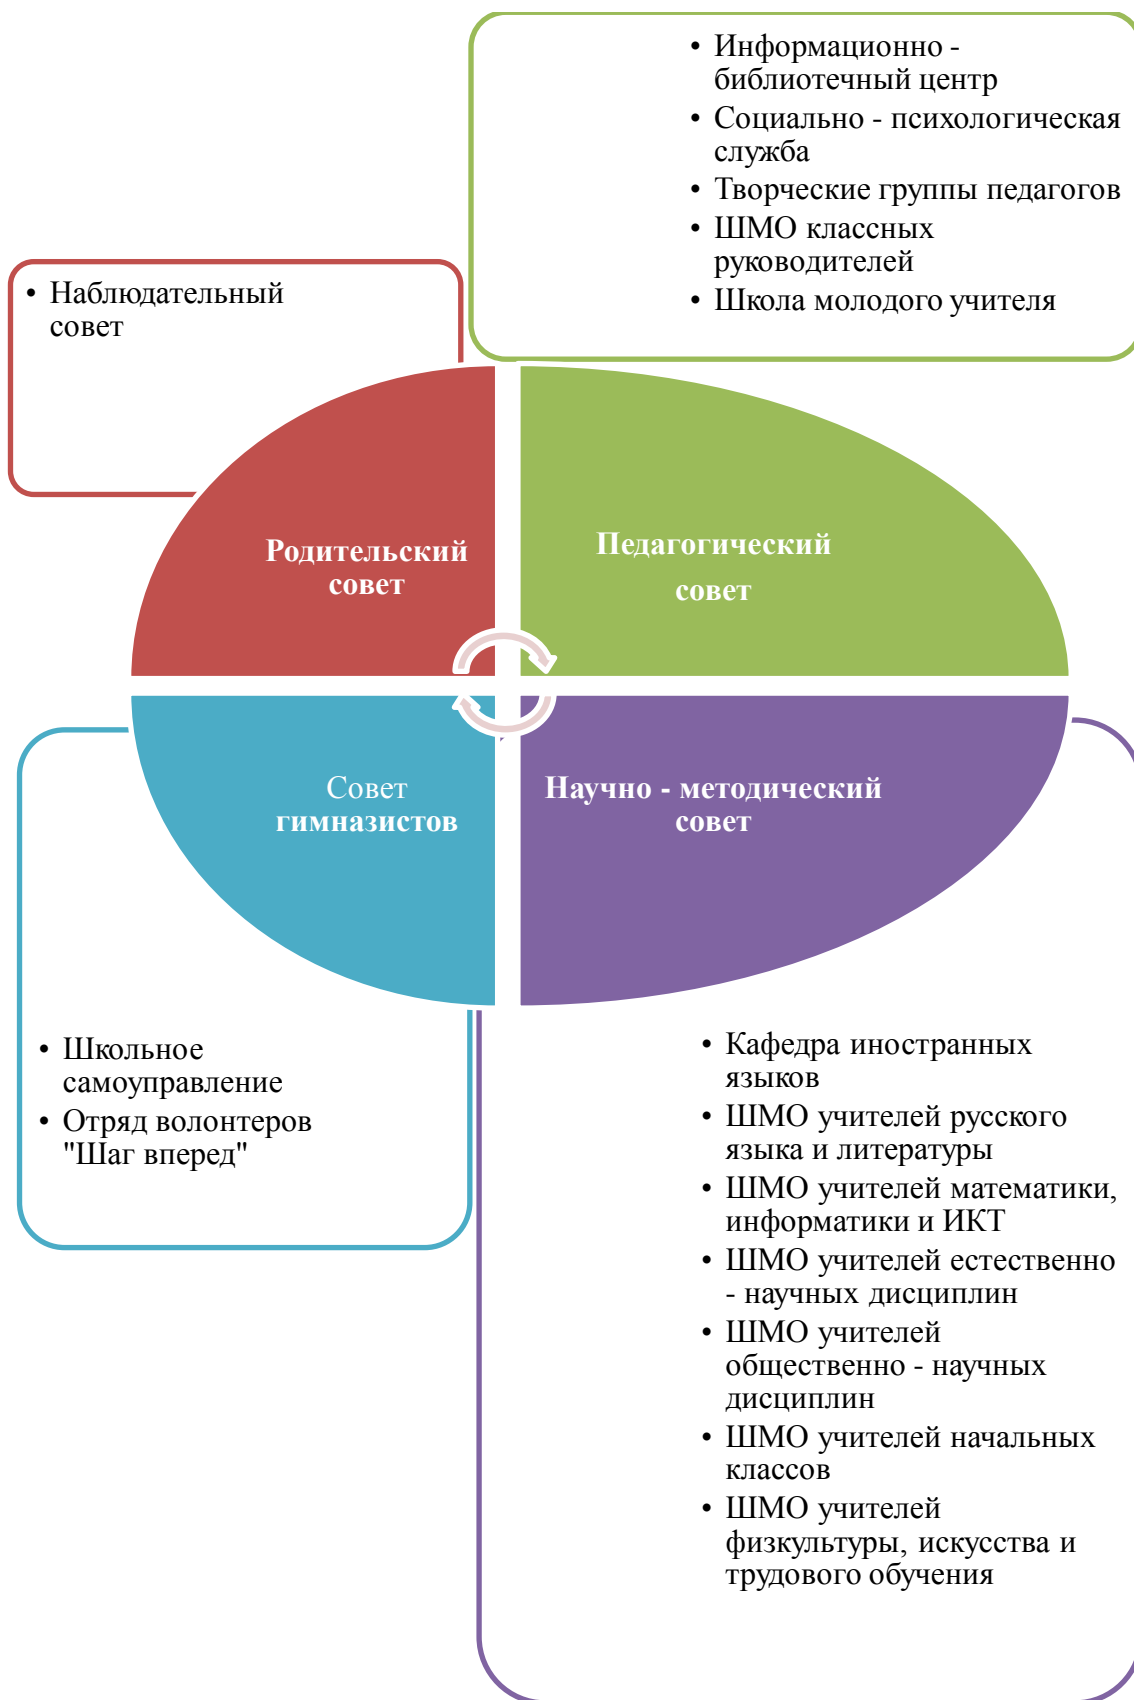 • Информационно -
библиотечный центр
• Социально - психологическая
служба
• Творческие группы педагогов
• ШМО классных
руководителей
• Школа молодого учителя
• Наблюдательный
совет
Родительский
совет
Педагогический
совет
Совет
гимназистов
Научно - методический
совет
• Школьное
самоуправление
• Отряд волонтеров
"Шаг вперед"
• Кафедра иностранных
языков
• ШМО учителей русского
языка и литературы
• ШМО учителей математики,
информатики и ИКТ
• ШМО учителей естественно
- научных дисциплин
• ШМО учителей
общественно - научных
дисциплин
• ШМО учителей начальных
классов
• ШМО учителей
физкультуры, искусства и
трудового обучения